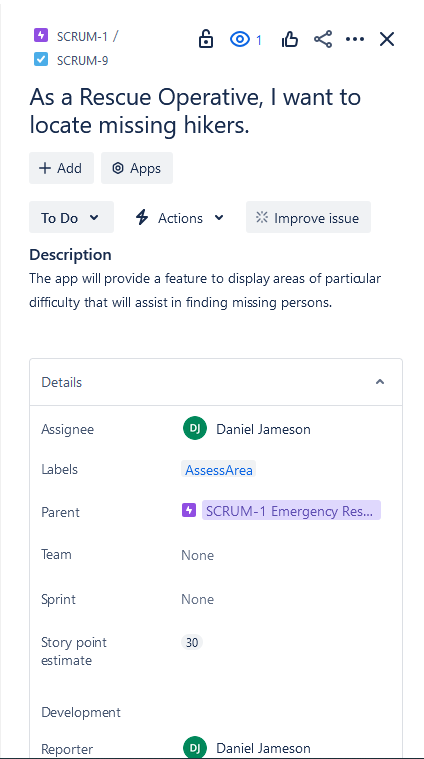 SCRUM-1 /
SCRUM-9
1
As a Rescue Operative, I want to
locate missing hikers.
Add
Apps
To Do
Actions
Improve issue
Description
The app will provide a feature to display areas of particular
difficulty that will assist in finding missing persons.
Details
Assignee
DJ Daniel Jameson
Labels
AssessArea
Parent
SCRUM-1 Emergency Res...
Team
None
Sprint
None
Story point
estimate
30
Development
Reporter
DJ Daniel Jameson